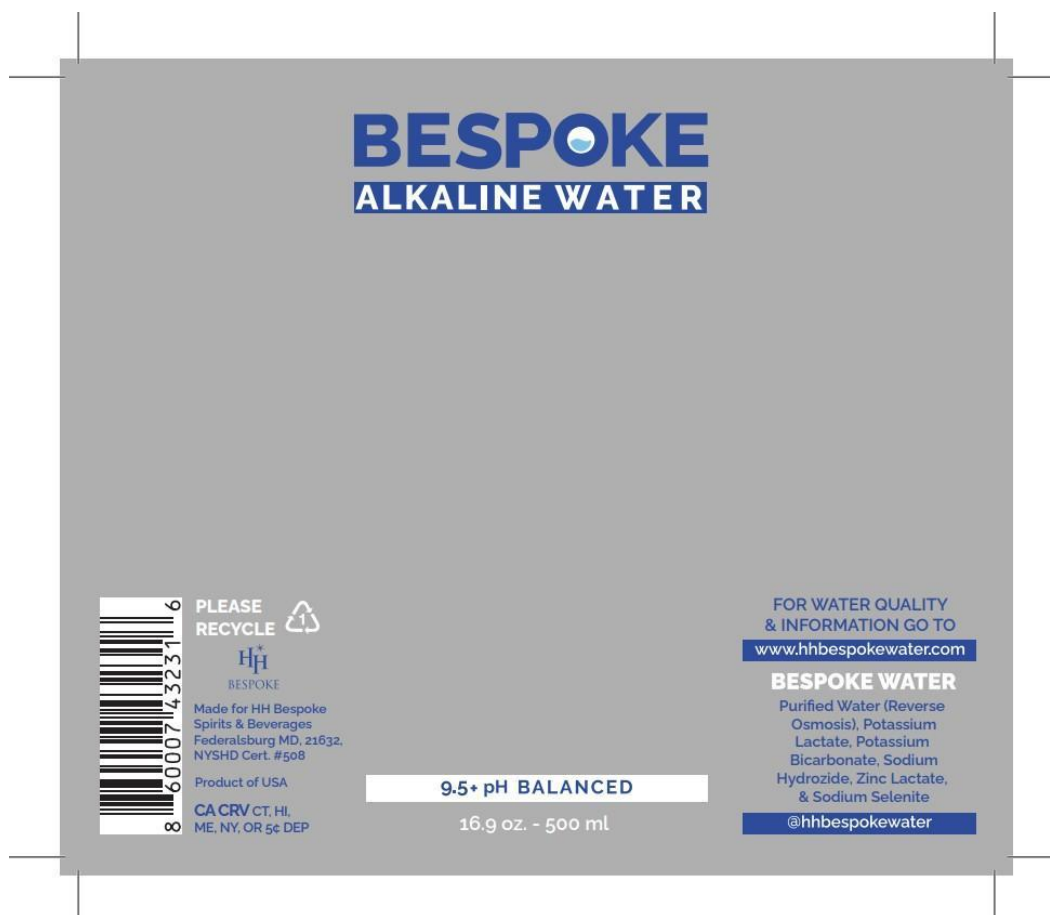 BESPOKE
ALKALINE WATER
8 60007 43231 6
PLEASE
RECYCLE
1
HH
BESPOKE
Made for HH Bespoke
Spirits & Beverages
Federalsburg MD, 21632,
NYSHD Cert. #508
Product of USA
CA CRV CT, HI,
ME, NY, OR 5¢ DEP
9.5+ pH BALANCED
16.9 oz. - 500 ml
FOR WATER QUALITY
& INFORMATION GO TO
www.hhbespokewater.com
BESPOKE WATER
Purified Water (Reverse
Osmosis), Potassium
Lactate, Potassium
Bicarbonate, Sodium
Hydrozide, Zinc Lactate,
& Sodium Selenite
@hhbespokewater